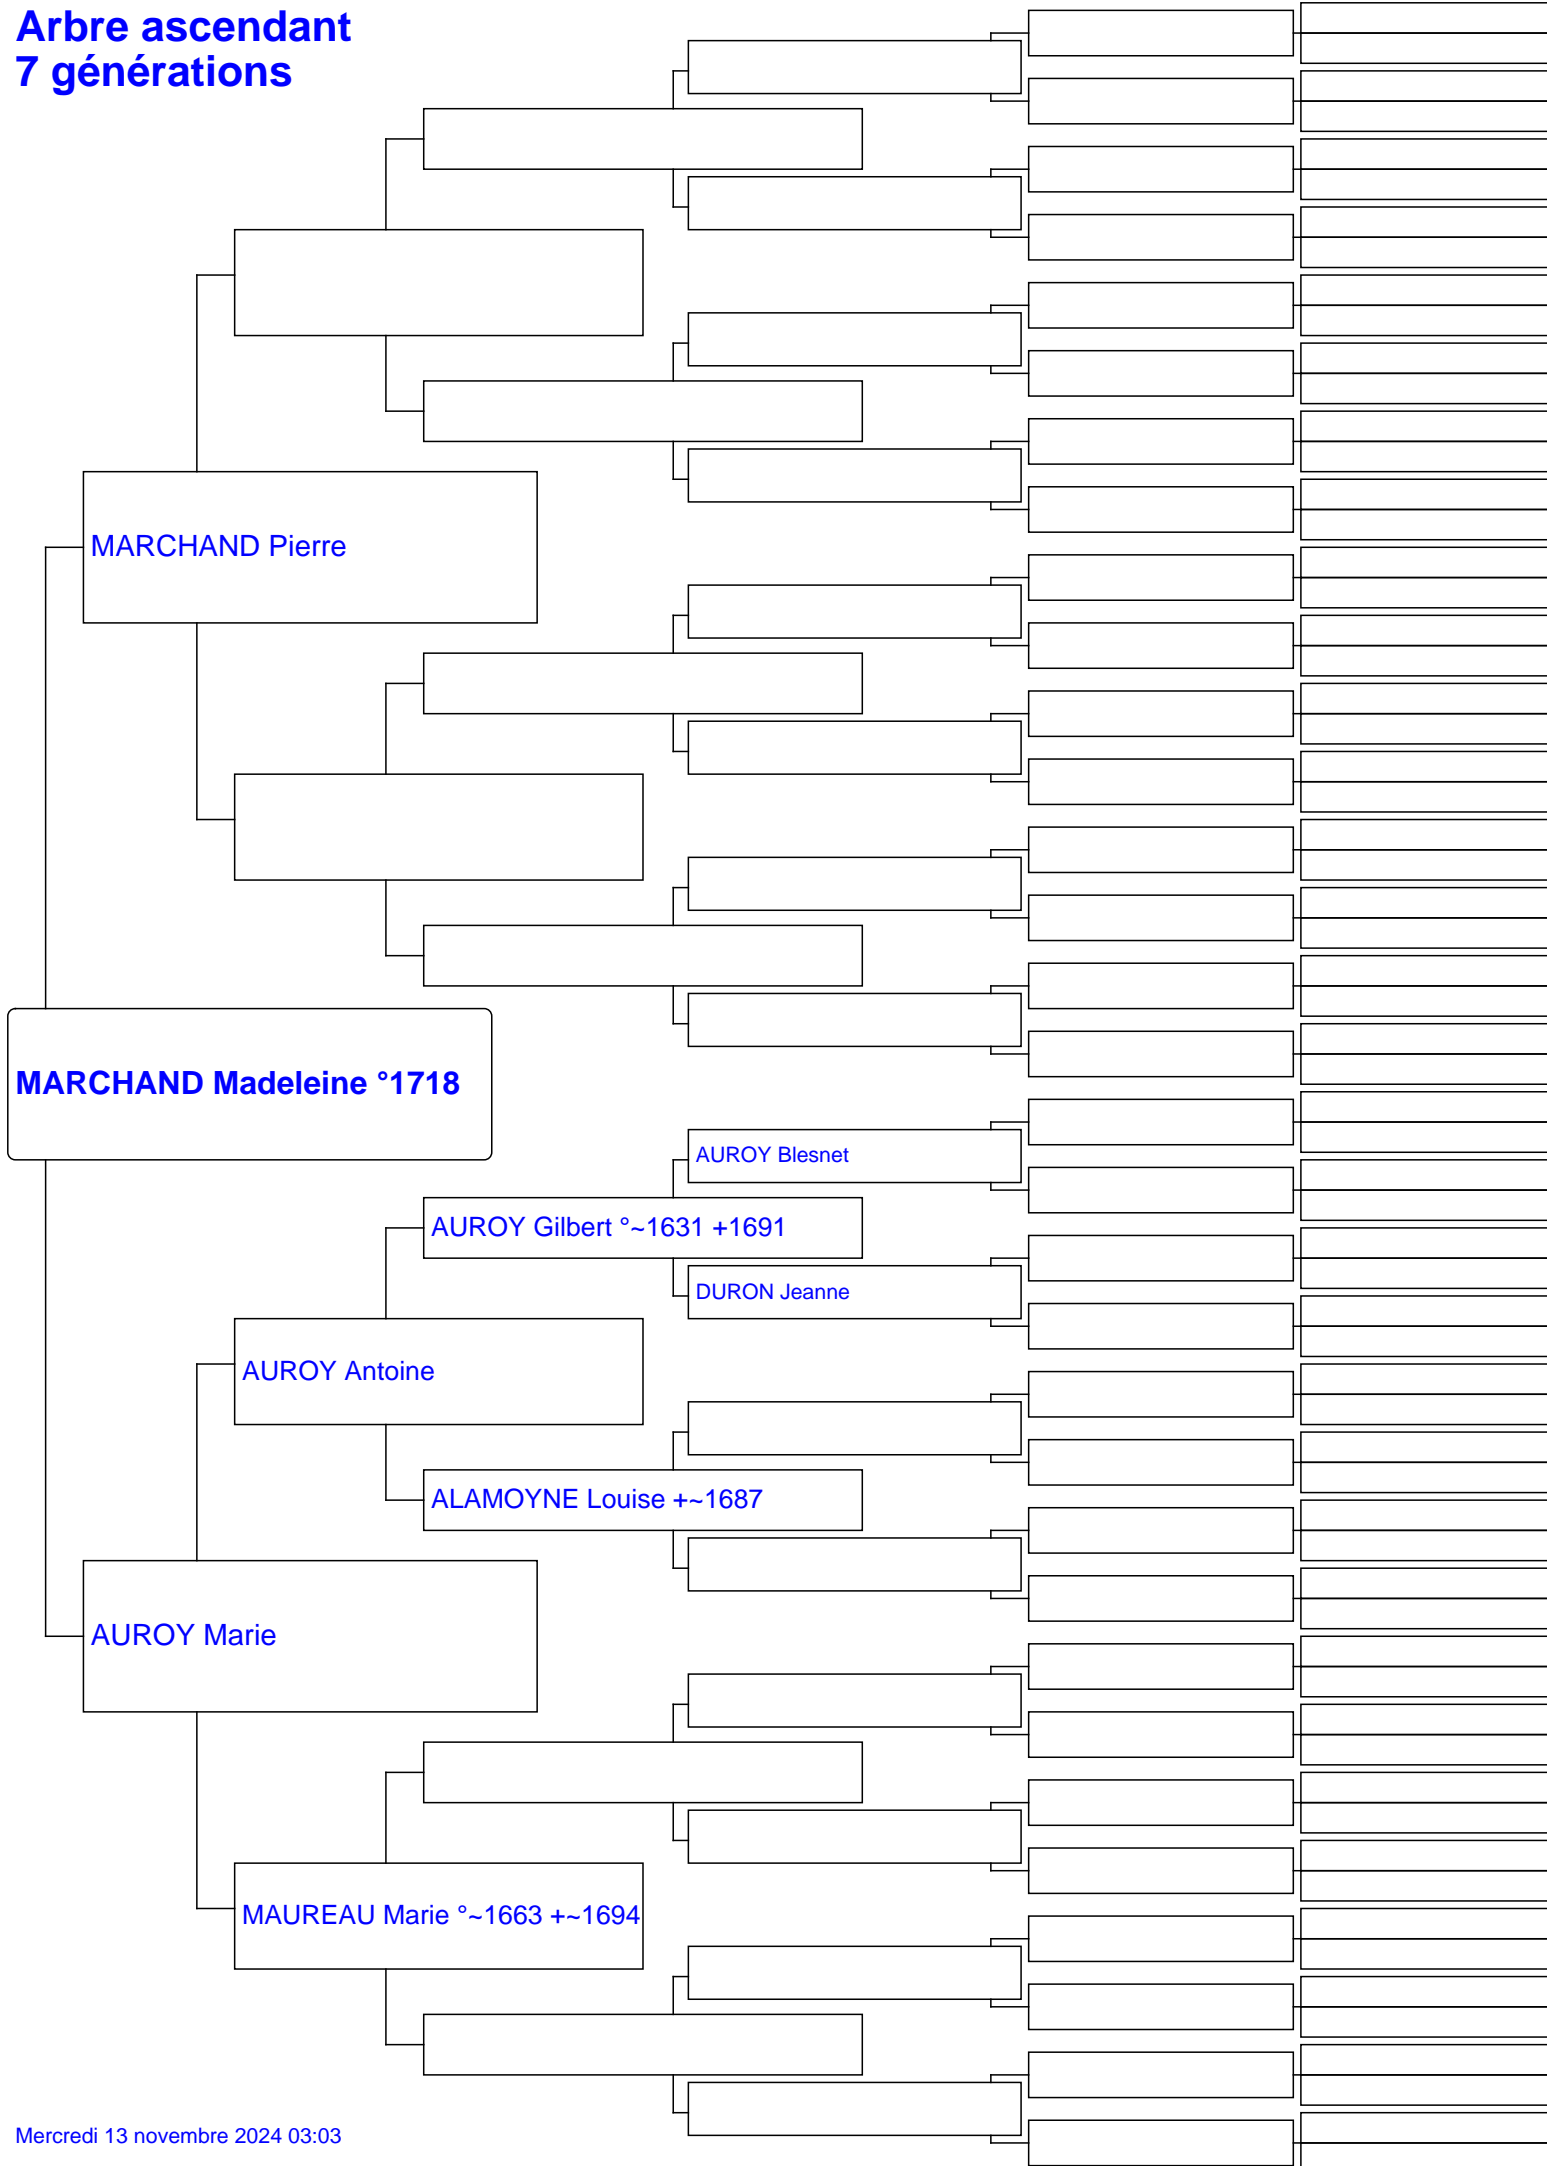 Arbre ascendant
7 générations
MARCHAND Pierre
MARCHAND Madeleine °1718
AUROY Blesnet
AUROY Gilbert °~1631 +1691
DURON Jeanne
AUROY Antoine
ALAMOYNE Louise +~1687
AUROY Marie
MAUREAU Marie °~1663 +~1694
Mercredi 13 novembre 2024 03:03